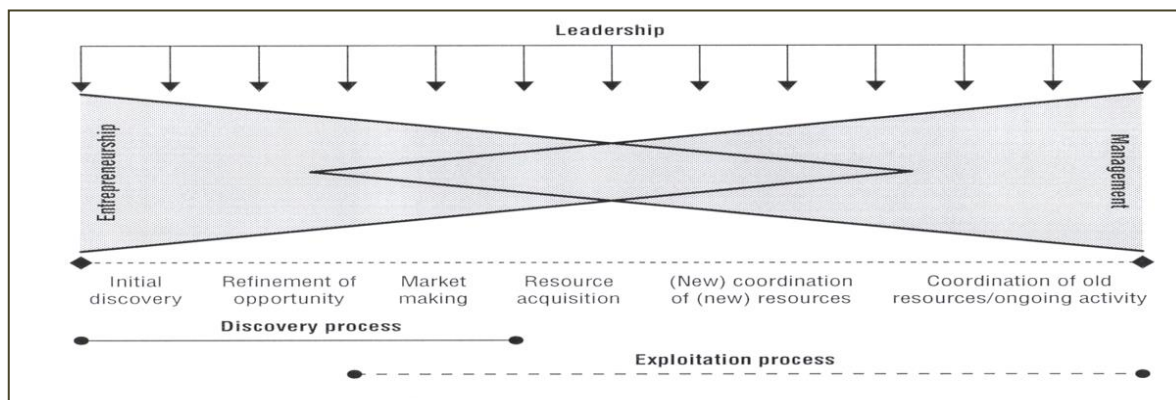 Leadership
Entrepreneurship
Management
Initial
discovery
Refinement of
opportunity
Market
making
Resource
acquisition
(New) coordination
of (new) resources
Coordination of old
resources/ongoing activity
Discovery process
Exploitation process